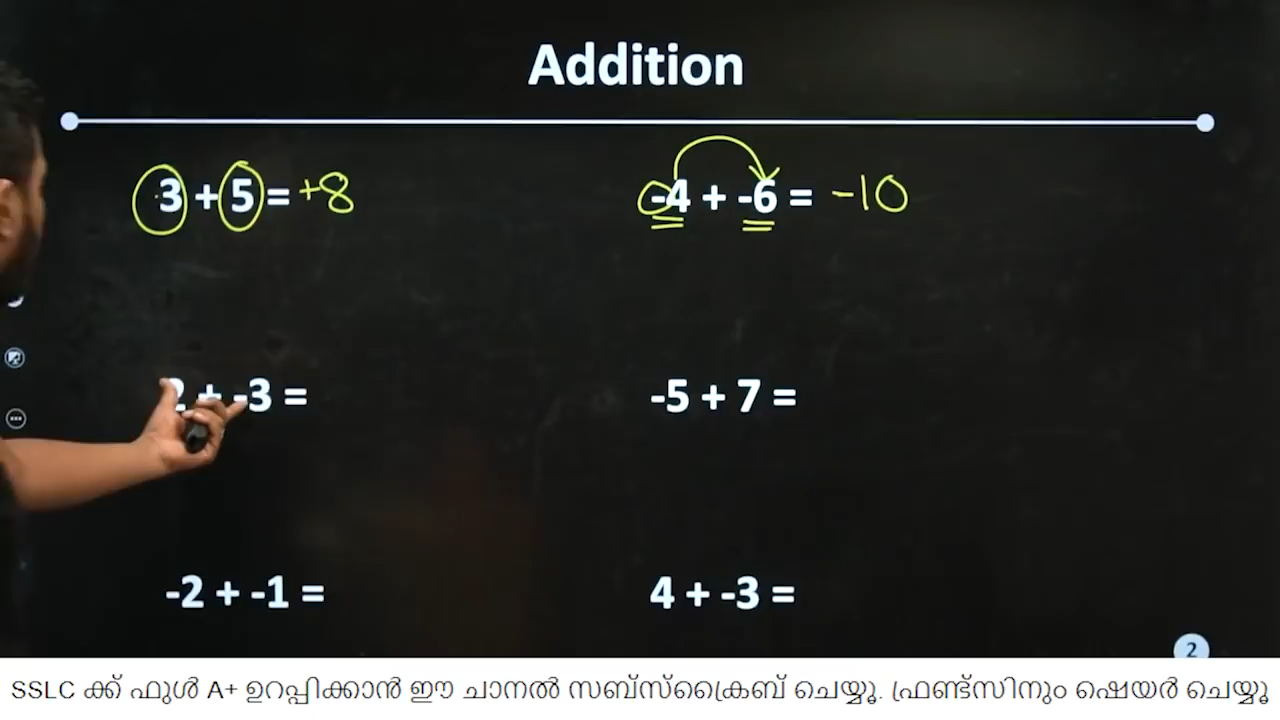 Addition
3 + 5 = +8
-4 + -6 = -10
2 + -3 =
-5 + 7 =
-2 + -1 =
4 + -3 =
2
SSLC ക്ക് ഫുൾ A+ ഉറപ്പിക്കാൻ ഈ ചാനൽ സബ്സ്ക്രൈബ് ചെയ്യൂ. ഫ്രണ്ട്സിനും ഷെയർ ചെയ്യൂ